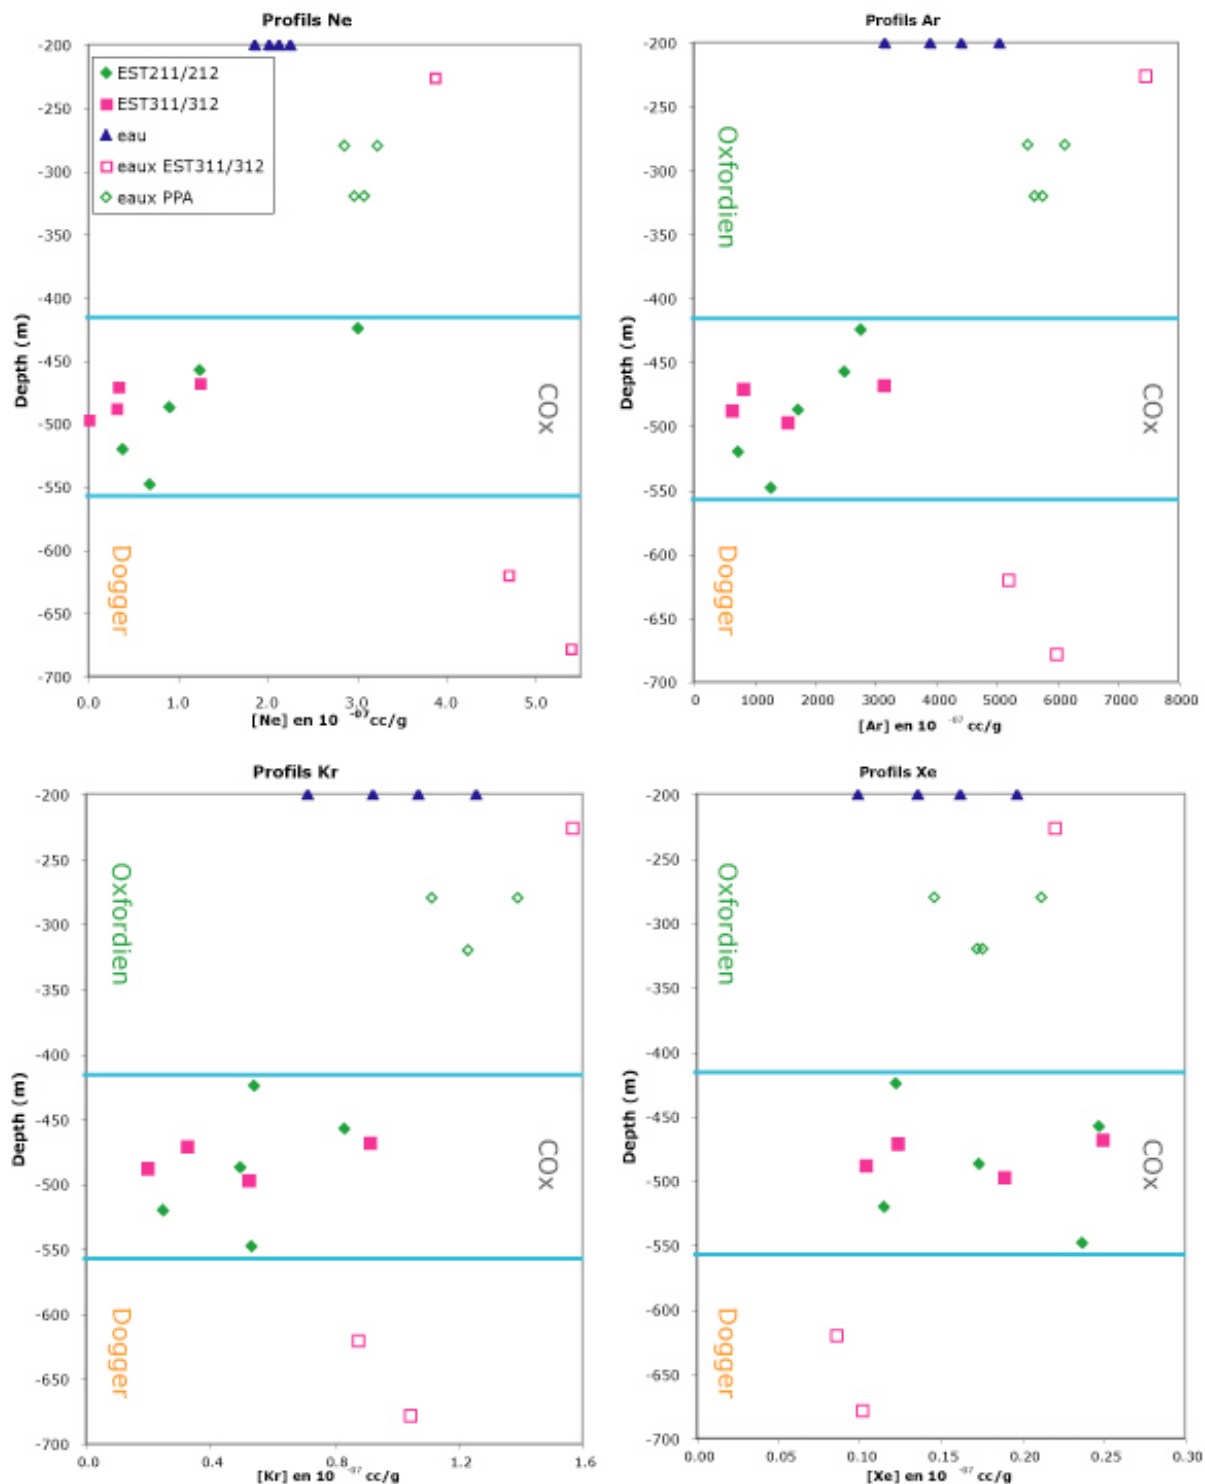 Profils Ne
-200
-250
-300
-350
-400
-450
-500
-550
-600
-650
-700
Depth (m)
EST211/212
EST311/312
eau
eaux EST311/312
eaux PPA
COx
Dogger
0.0 1.0 2.0 3.0 4.0 5.0
[Ne] en 10 -07 cc/g
Profils Ar
-200
-250
-300
-350
-400
-450
-500
-550
-600
-650
-700
Depth (m)
Oxfordien
COx
Dogger
0 1000 2000 3000 4000 5000 6000 7000 8000
[Ar] en 10 -07 cc/g
Profils Kr
-200
-250
-300
-350
-400
-450
-500
-550
-600
-650
-700
Depth (m)
Oxfordien
COx
Dogger
0.0 0.4 0.8 1.2 1.6
[Kr] en 10 -07 cc/g
Profils Xe
-200
-250
-300
-350
-400
-450
-500
-550
-600
-650
-700
Depth (m)
Oxfordien
COx
Dogger
0.00 0.05 0.10 0.15 0.20 0.25 0.30
[Xe] en 10 -07 cc/g